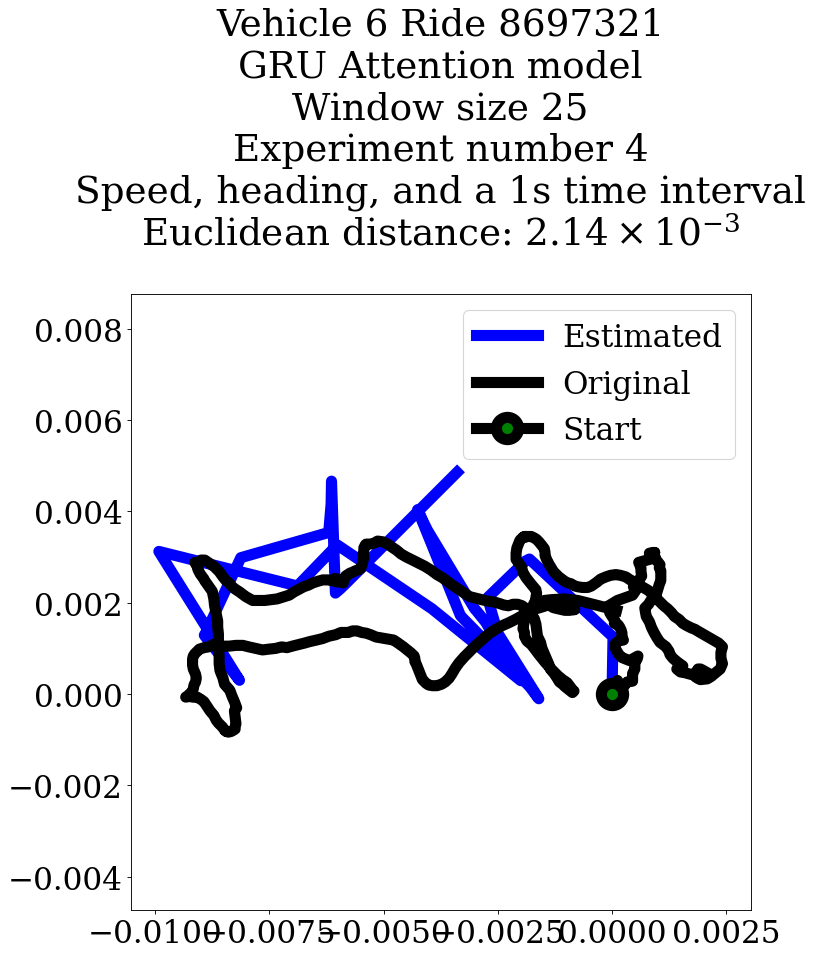 Vehicle 6 Ride 8697321
GRU Attention model
Window size 25
Experiment number 4
Speed, heading, and a 1s time interval
Euclidean distance: 2.14 × 10⁻³
Estimated
Original
Start
0.008
0.006
0.004
0.002
0.000
−0.002
−0.004
−0.0100 −0.0075 −0.0050 −0.0025 0.0000 0.0025